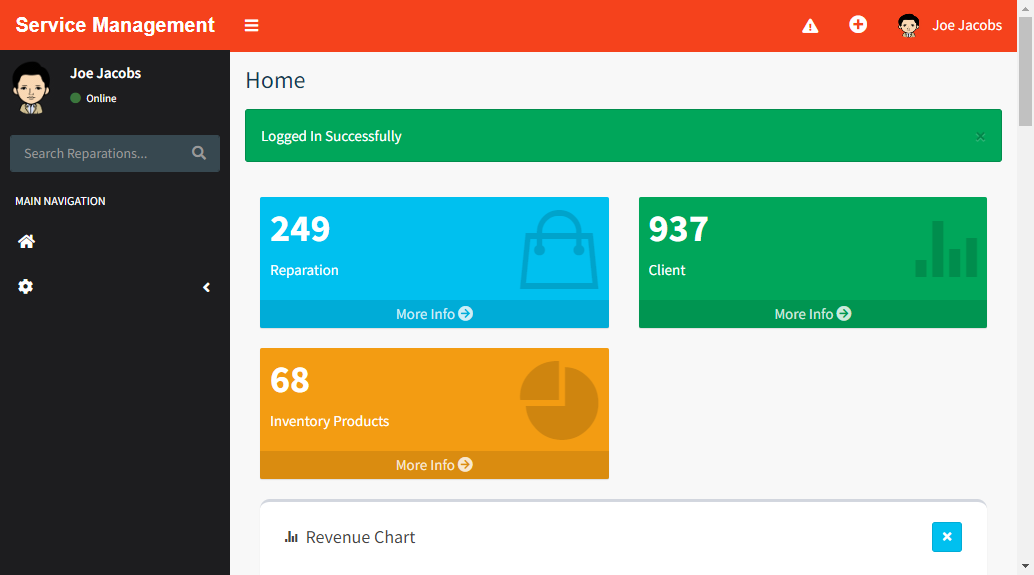 Service Management
Joe Jacobs
Joe Jacobs
Online
Search Reparations...
MAIN NAVIGATION
Home
Logged In Successfully
×
249
Reparation
More Info
937
Client
More Info
68
Inventory Products
More Info
Revenue Chart